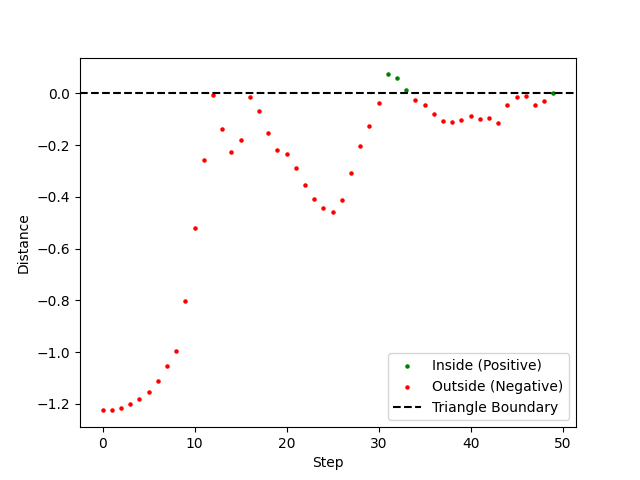 0.0
−0.2
−0.4
−0.6
−0.8
−1.0
−1.2
Distance
Inside (Positive)
Outside (Negative)
Triangle Boundary
0 10 20 30 40 50
Step